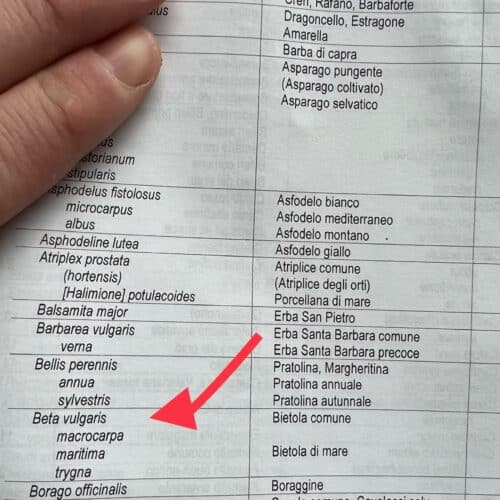 Cren, Rafano, Barbaforte
Dragoncello, Estragone
Amarella
Barba di capra
Asparago pungente
(Asparago coltivato)
Asparago selvatico
stipularis
Asphodelus fistolosus Asfodelo bianco
microcarpus Asfodelo mediterraneo
albus Asfodelo montano
Asphodeline lutea Asfodelo giallo
Atriplex prostata Atriplice comune
(hortensis) (Atriplice degli orti)
[Halimione] potulacoides Porcellana di mare
Balsamita major Erba San Pietro
Barbarea vulgaris Erba Santa Barbara comune
verna Erba Santa Barbara precoce
Bellis perennis Pratolina, Margheritina
annua Pratolina annuale
sylvestris Pratolina autunnale
Beta vulgaris Bietola comune
macrocarpa
maritima Bietola di mare
trygna
Borago officinalis Boraggine